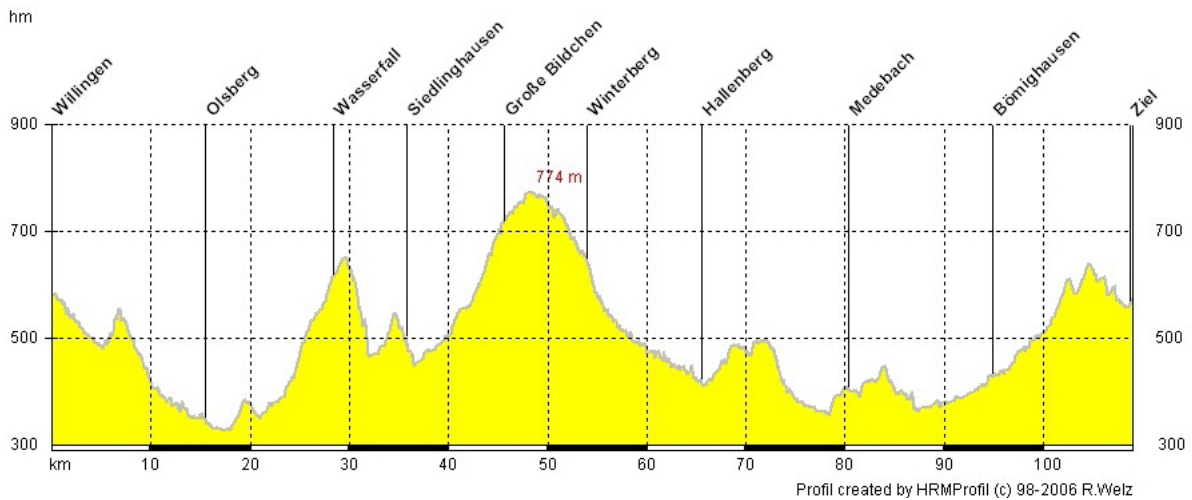 hm
Willingen
Olsberg
Wasserfall
Siedlinghausen
Große Bildchen
Winterberg
Hallenberg
Medebach
Bömighausen
Ziel
900 900
774 m
700 700
500 500
300 300
km 10 20 30 40 50 60 70 80 90 100
Profil created by HRMProfil (c) 98-2006 R.Welz